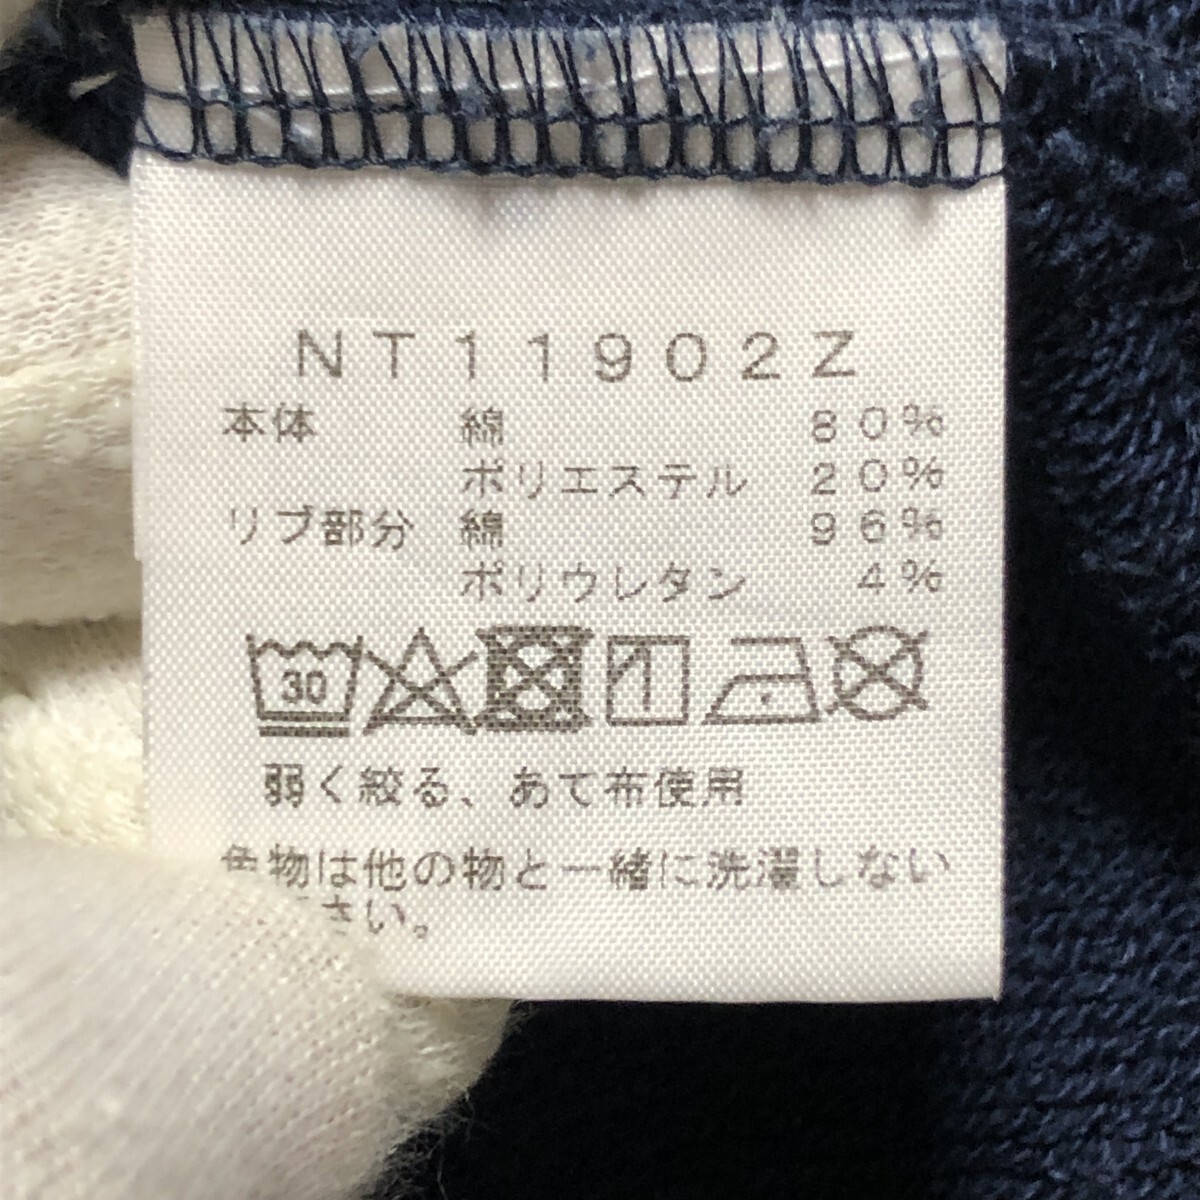 NT11902Z
本体 綿 80%
ポリエステル 20%
リブ部分 綿 96%
ポリウレタン 4%
30
弱く絞る、あて布使用
色物は他の物と一緒に洗濯しない
さい。